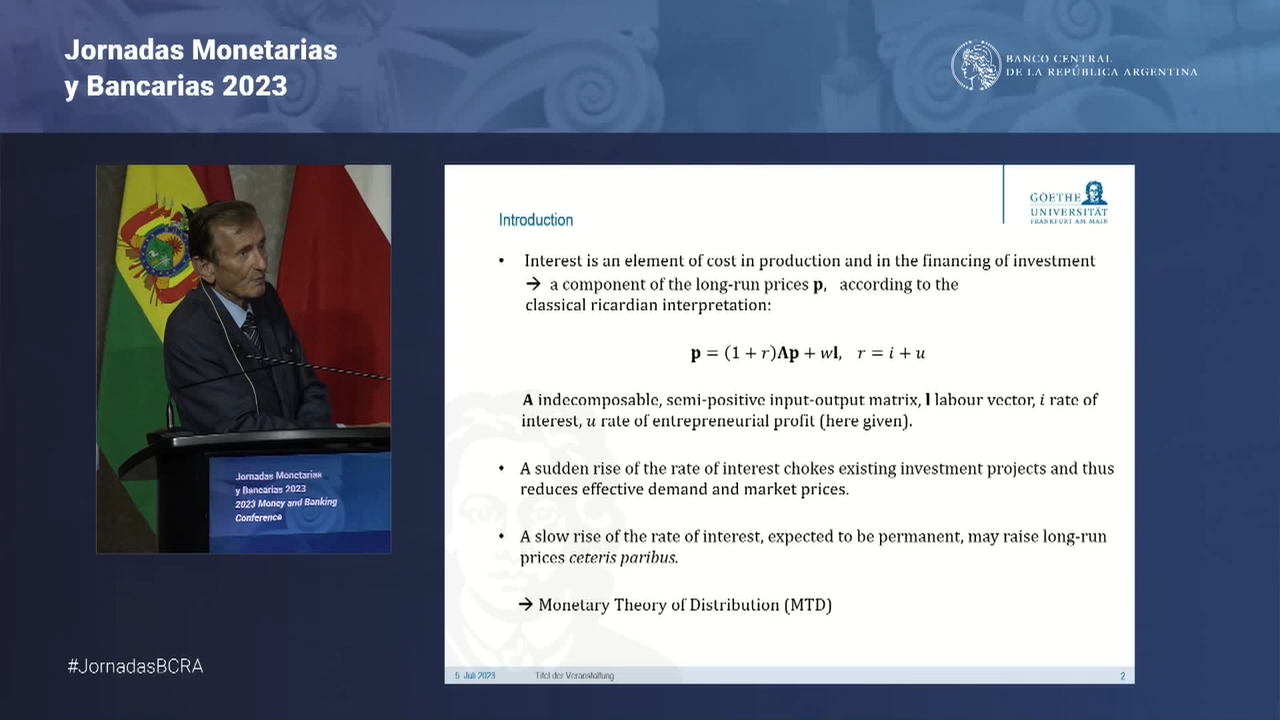 Jornadas Monetarias
y Bancarias 2023
BANCO CENTRAL
DE LA REPÚBLICA ARGENTINA
GOETHE
UNIVERSITÄT
FRANKFURT AM MAIN
Introduction
• Interest is an element of cost in production and in the financing of investment
→ a component of the long-run prices p, according to the
classical ricardian interpretation:
p = (1 + r)Λp + wl, r = i + u
A indecomposable, semi-positive input-output matrix, l labour vector, i rate of
interest, u rate of entrepreneurial profit (here given).
• A sudden rise of the rate of interest chokes existing investment projects and thus
reduces effective demand and market prices.
• A slow rise of the rate of interest, expected to be permanent, may raise long-run
prices ceteris paribus.
→ Monetary Theory of Distribution (MTD)
5 Juli 2023 Titel der Veranstaltung 2
Jornadas Monetarias
y Bancarias 2023
2023 Money and Banking
Conference
#JornadasBCRA